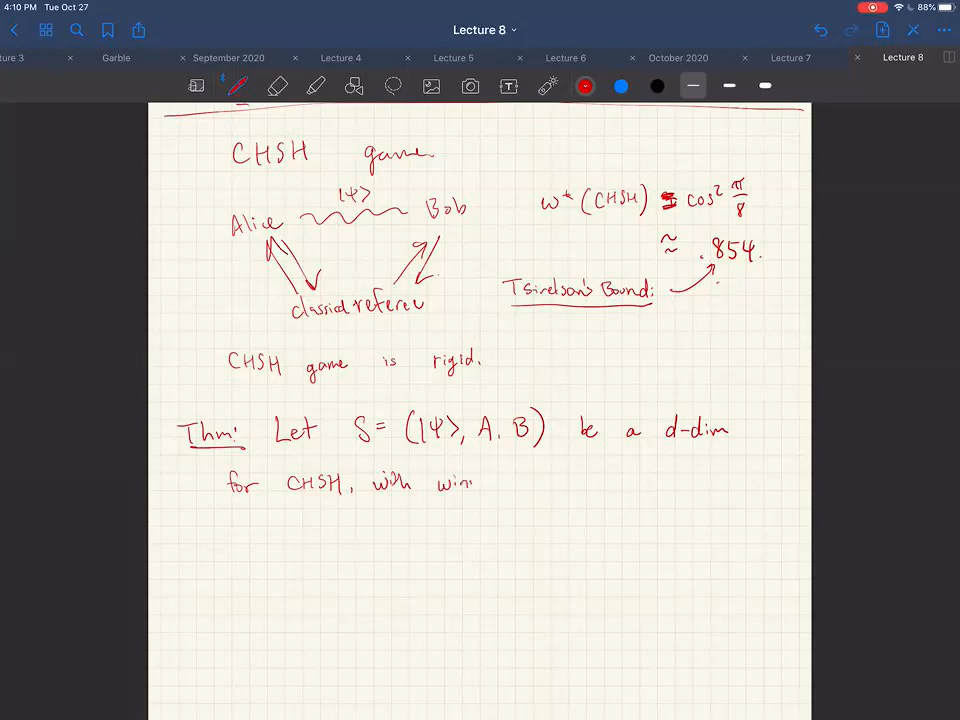 4:10 PM Tue Oct 27
88%
Lecture 8
ure 3
Garble
September 2020
Lecture 4
Lecture 5
Lecture 6
October 2020
Lecture 7
Lecture 8
CHSH game
|ψ>
Alice
Bob
classical referee
ω* (CHSH) = cos² π/8
≈ .854.
Tsirelson's Bound:
CHSH game is rigid.
Thm: Let S = (|ψ>, A, B) be a d-dim
for CHSH, with win